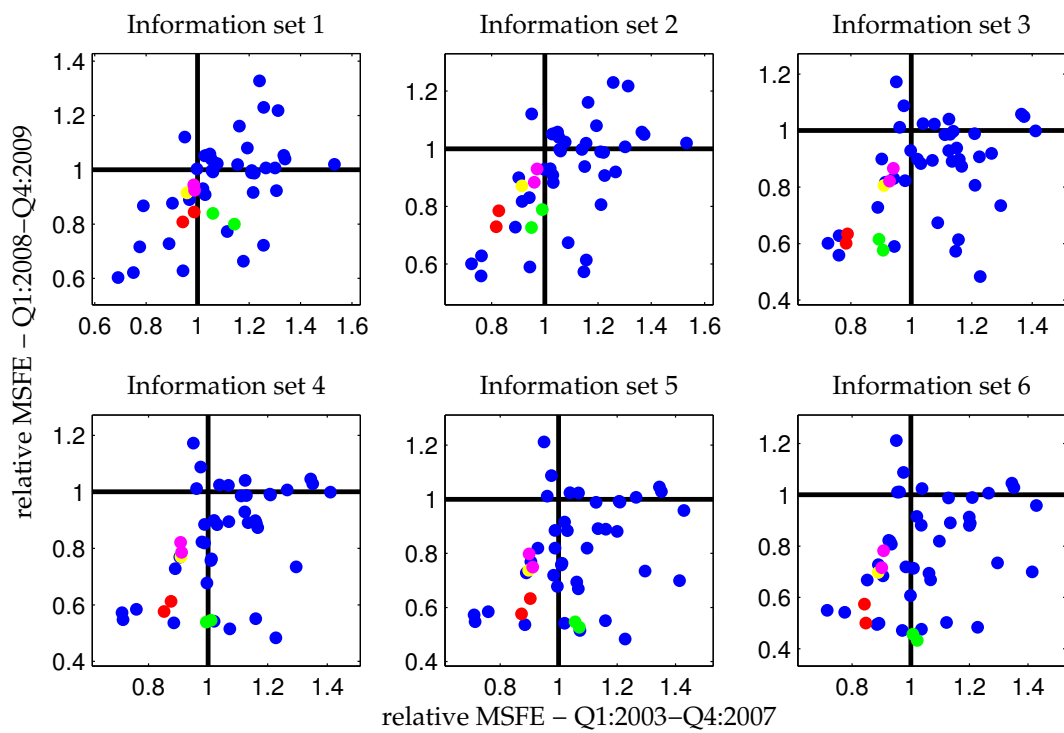 Information set 1
Information set 2
Information set 3
1.4
1.2
1
0.8
0.6
0.6 0.8 1 1.2 1.4 1.6
1.2
1
0.8
0.6
0.8 1 1.2 1.4
1.2
1
0.8
0.6
0.4
0.8 1 1.2 1.4
relative MSFE – Q1:2008–Q4:2009
Information set 4
Information set 5
Information set 6
1.2
1
0.8
0.6
0.4
0.8 1 1.2 1.4
1.2
1
0.8
0.6
0.4
0.8 1 1.2 1.4
1.2
1
0.8
0.6
0.4
0.8 1 1.2 1.4
relative MSFE – Q1:2003–Q4:2007